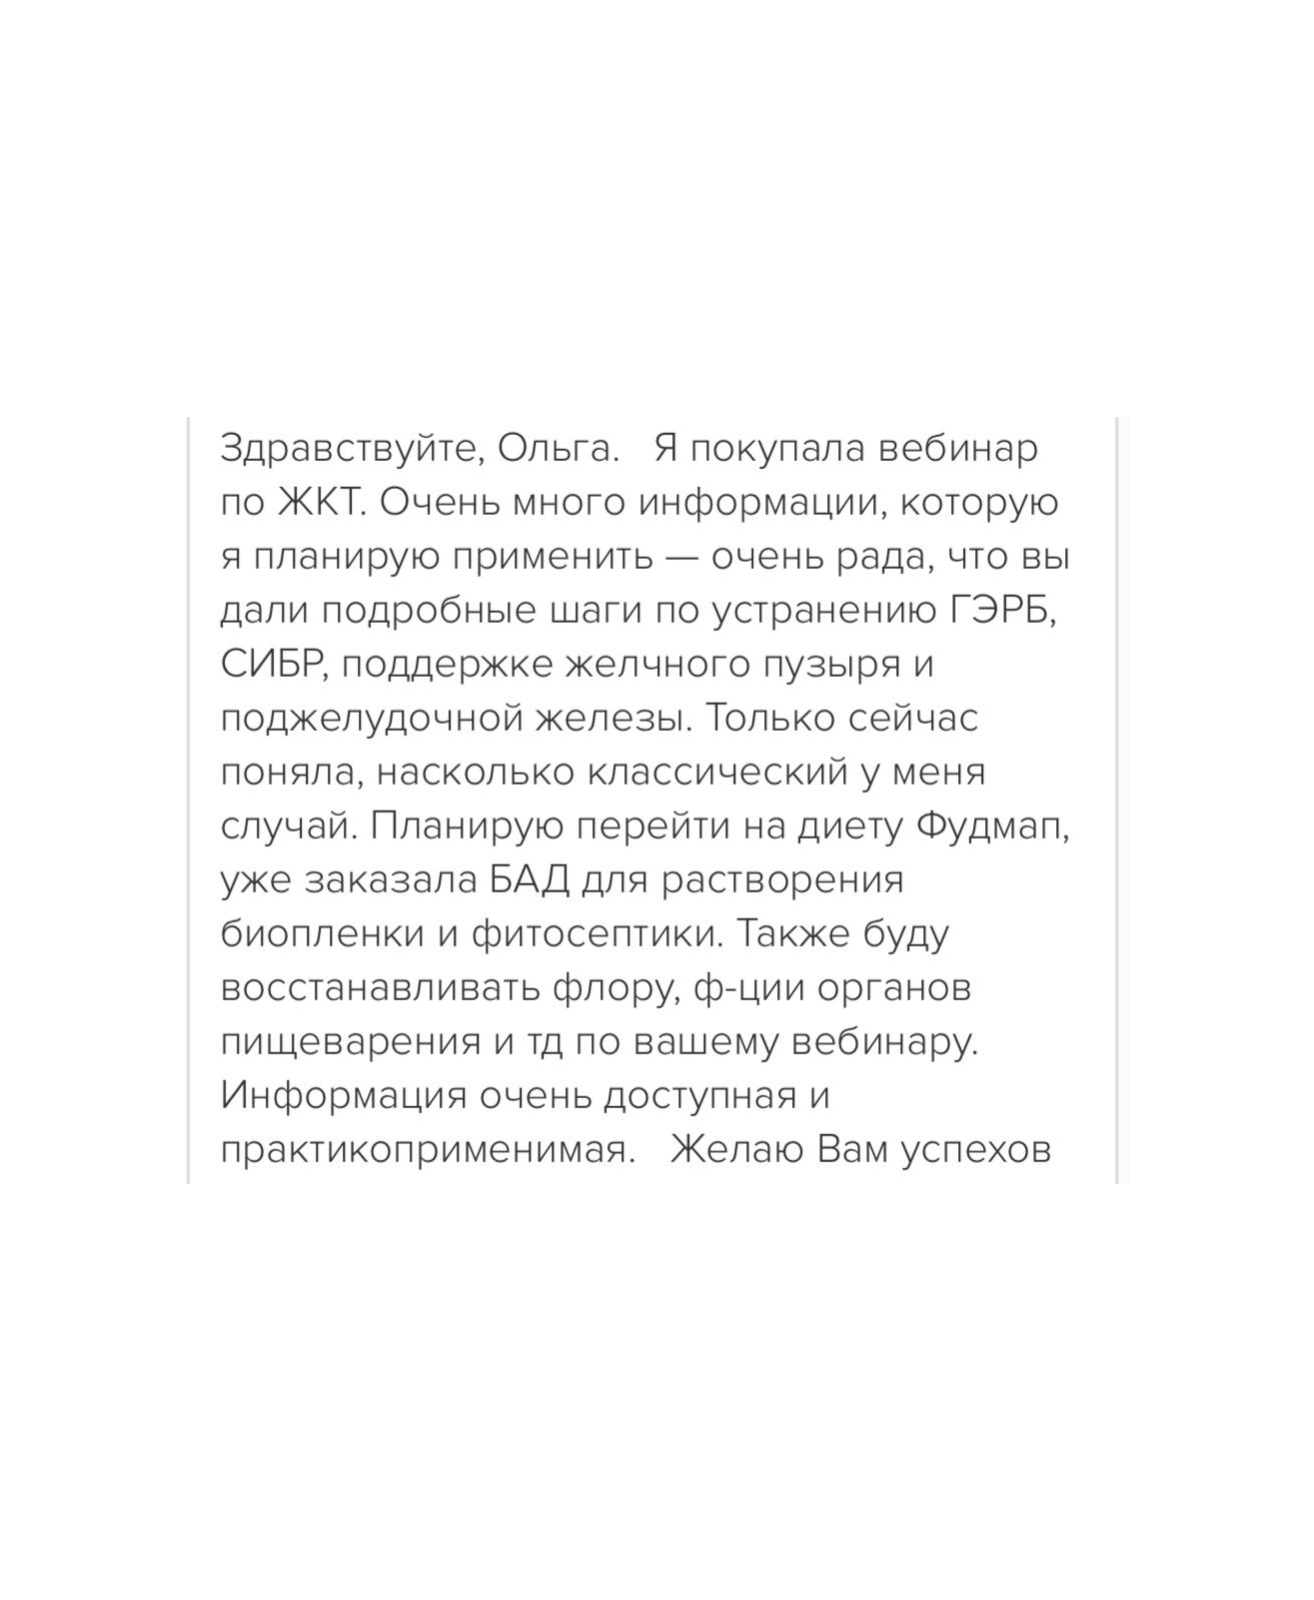 Здравствуйте, Ольга.   Я покупала вебинар
по ЖКТ. Очень много информации, которую
я планирую применить — очень рада, что вы
дали подробные шаги по устранению ГЭРБ,
СИБР, поддержке желчного пузыря и
поджелудочной железы. Только сейчас
поняла, насколько классический у меня
случай. Планирую перейти на диету Фудмап,
уже заказала БАД для растворения
биопленки и фитосептики. Также буду
восстанавливать флору, ф-ции органов
пищеварения и тд по вашему вебинару.
Информация очень доступная и
практикоприменимая.   Желаю Вам успехов